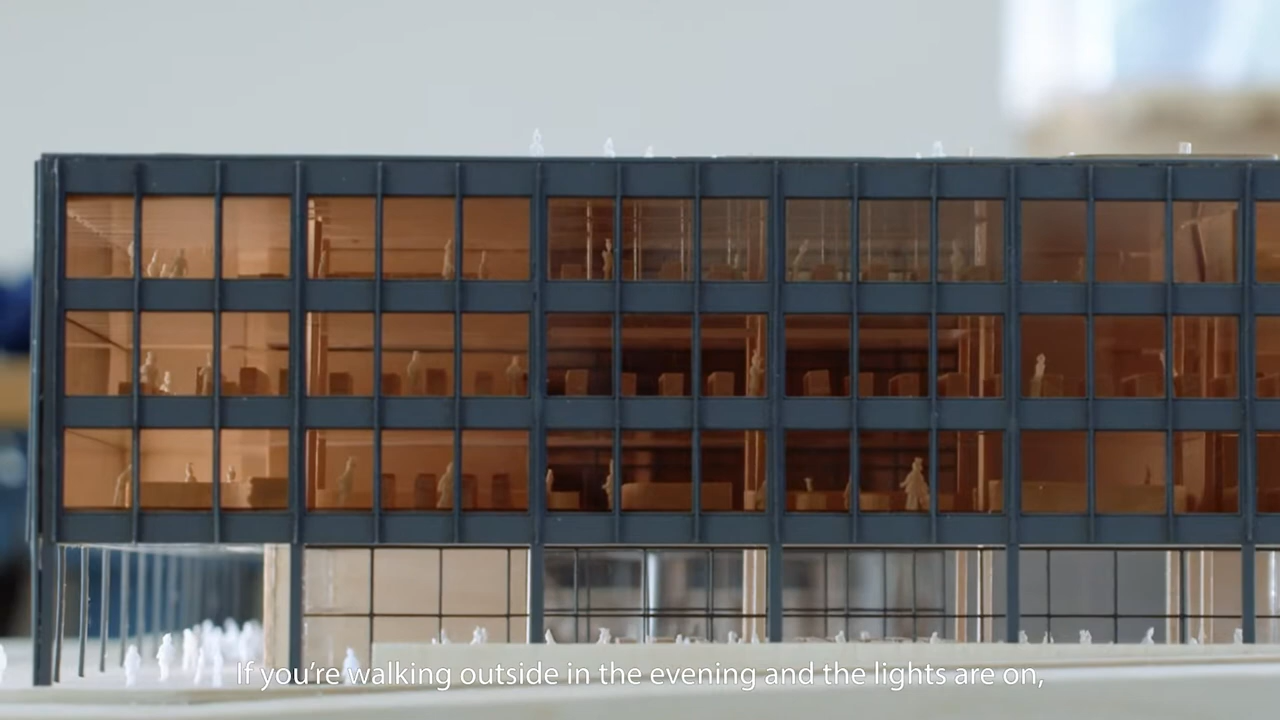 If you’re walking outside in the evening and the lights are on,